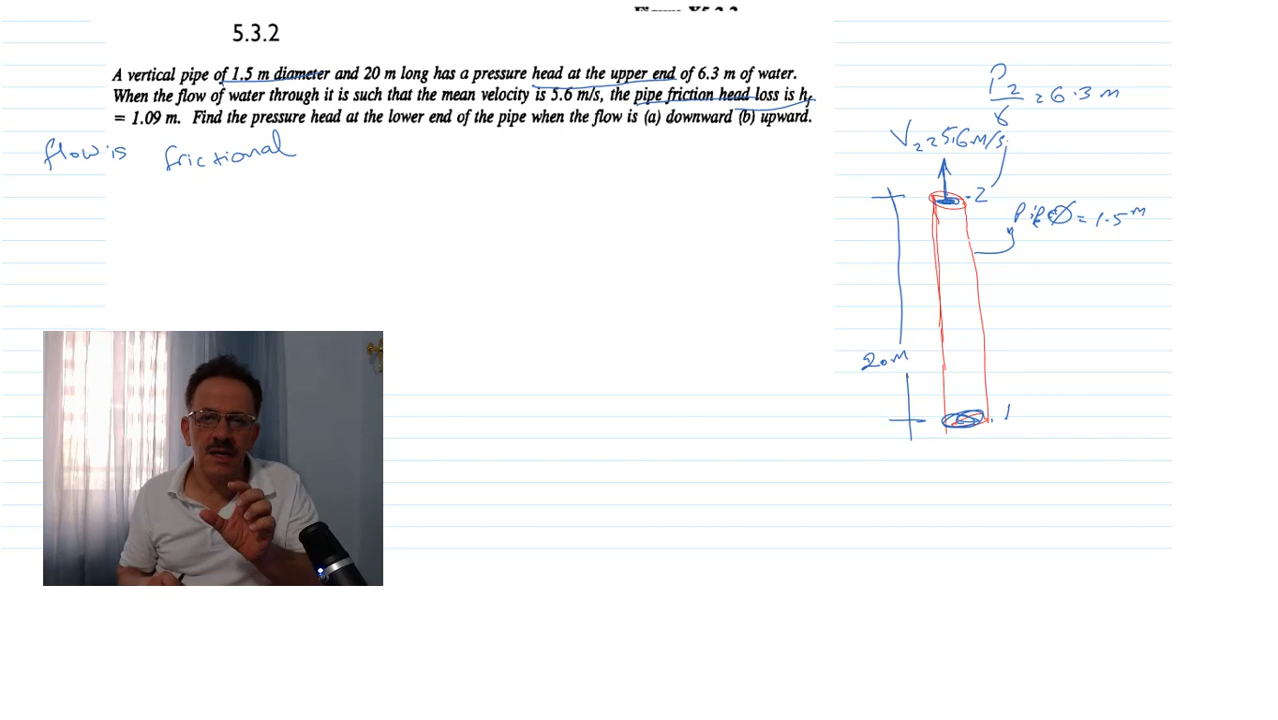 5.3.2
A vertical pipe of 1.5 m diameter and 20 m long has a pressure head at the upper end of 6.3 m of water.
When the flow of water through it is such that the mean velocity is 5.6 m/s, the pipe friction head loss is hf
= 1.09 m. Find the pressure head at the lower end of the pipe when the flow is (a) downward (b) upward.
flow is frictional
P2/γ = 6.3 m
V2 = 5.6 m/s
2
Pipe Ø = 1.5 m
20 m
1